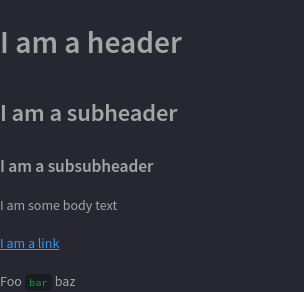 I am a header
I am a subheader
I am a subsubheader
I am some body text
I am a link
Foo bar baz